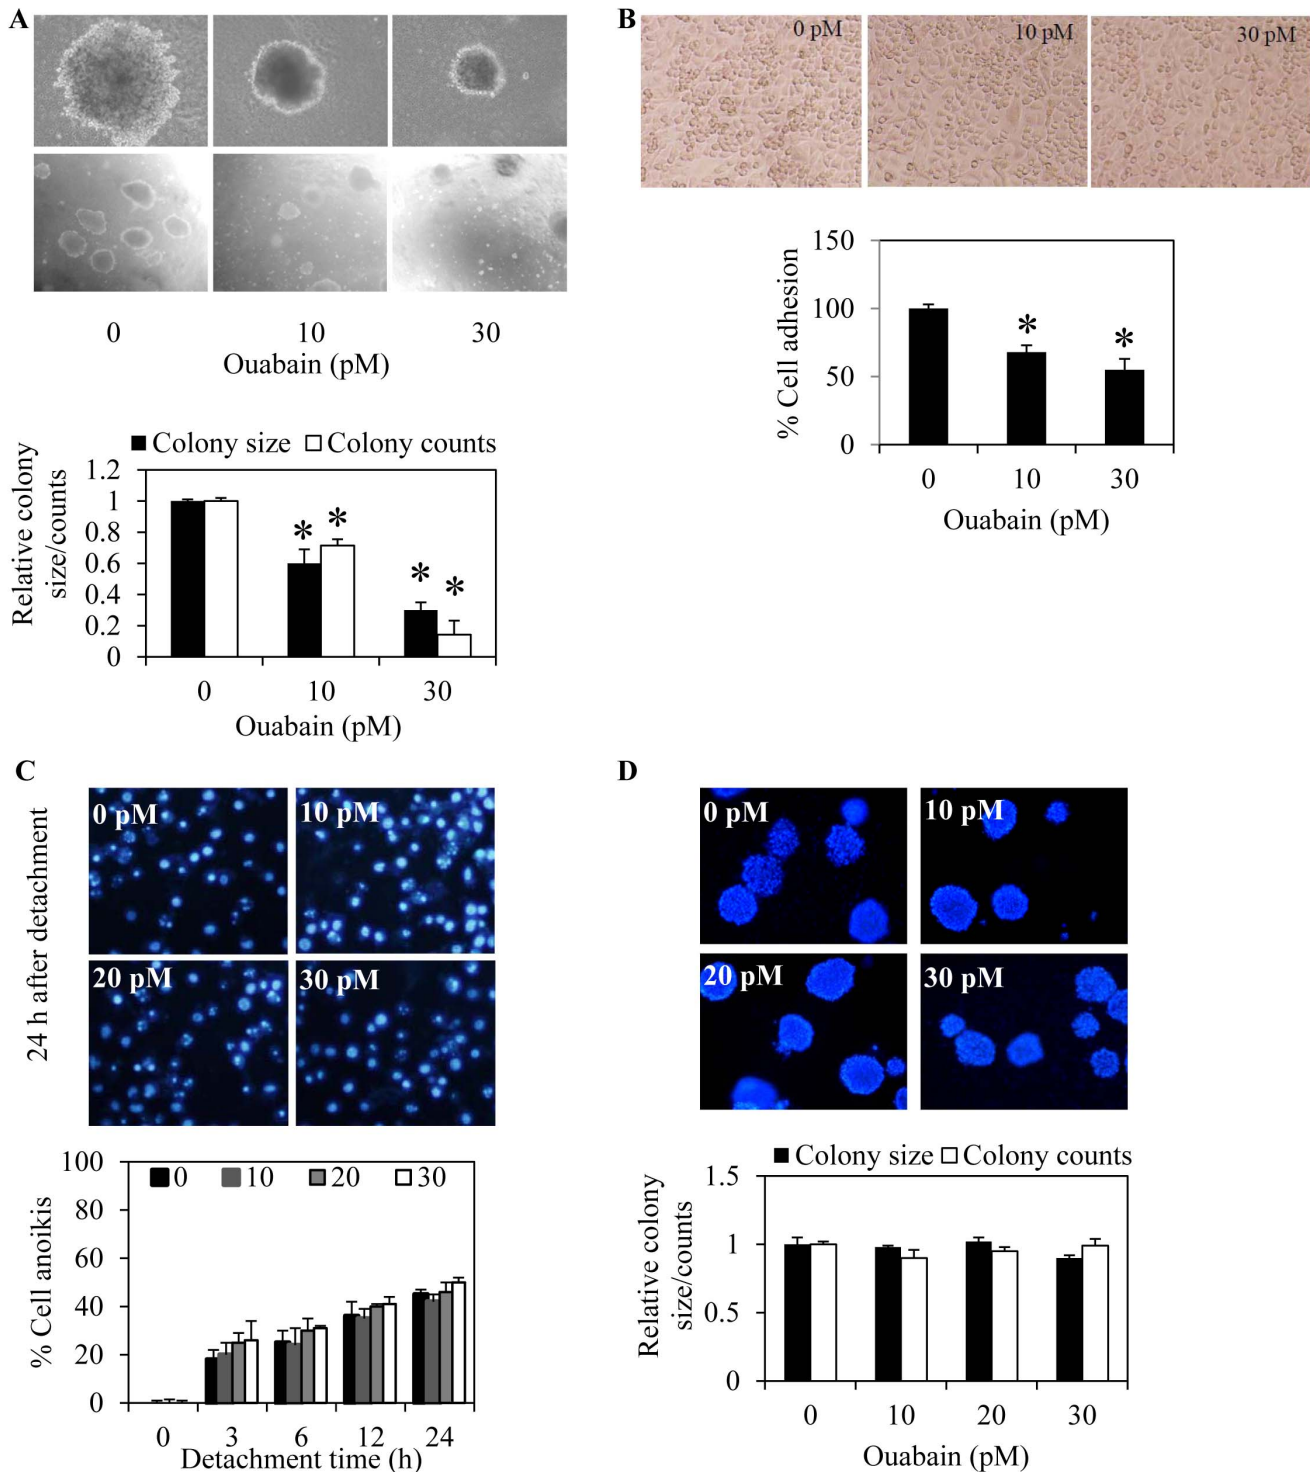 A
0 10 30
Ouabain (pM)
Colony size Colony counts
Relative colony
size/counts
1.2
1
0.8
0.6
0.4
0.2
0
* * * *
0 10 30
Ouabain (pM)
B
0 pM 10 pM 30 pM
% Cell adhesion
150
100
50
0
* *
0 10 30
Ouabain (pM)
C
24 h after detachment
0 pM 10 pM
20 pM 30 pM
% Cell anoikis
100
80
60
40
20
0
0 10 20 30
0 3 6 12 24
Detachment time (h)
D
0 pM 10 pM
20 pM 30 pM
Colony size Colony counts
Relative colony
size/counts
1.5
1
0.5
0
0 10 20 30
Ouabain (pM)